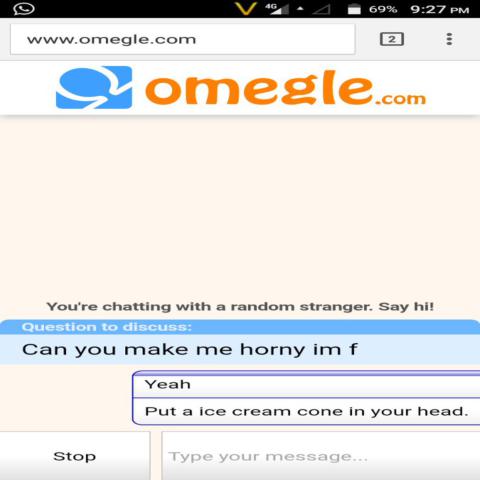 4G 69% 9:27 PM
www.omegle.com 2
omegle.com
You're chatting with a random stranger. Say hi!
Question to discuss:
Can you make me horny im f
Yeah
Put a ice cream cone in your head.
Stop Type your message...